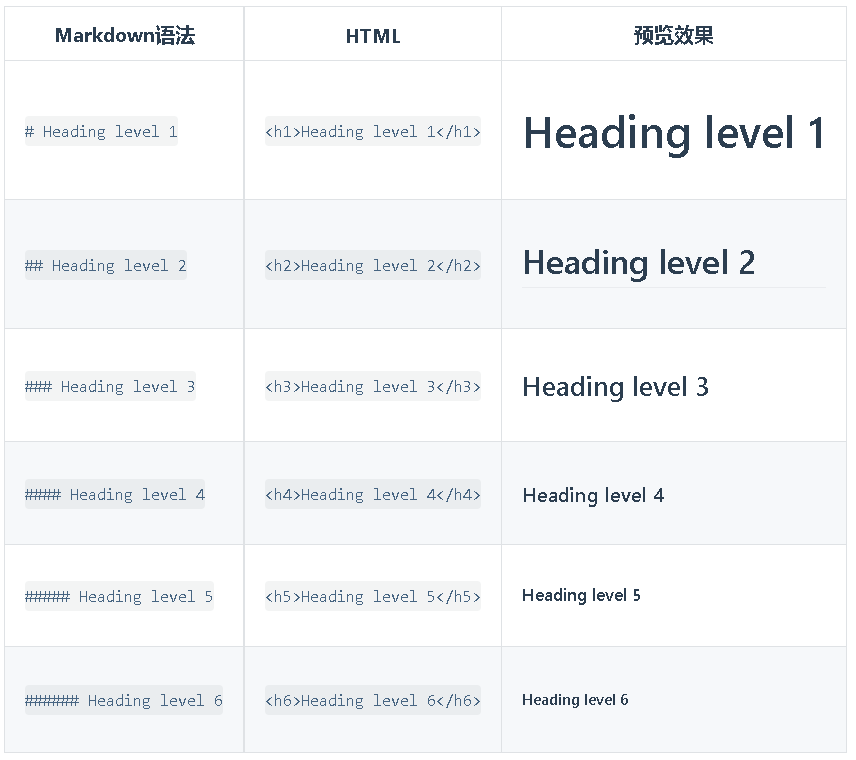 Markdown语法 HTML 预览效果
# Heading level 1 <h1>Heading level 1</h1> Heading level 1
## Heading level 2 <h2>Heading level 2</h2> Heading level 2
### Heading level 3 <h3>Heading level 3</h3> Heading level 3
#### Heading level 4 <h4>Heading level 4</h4> Heading level 4
##### Heading level 5 <h5>Heading level 5</h5> Heading level 5
###### Heading level 6 <h6>Heading level 6</h6> Heading level 6